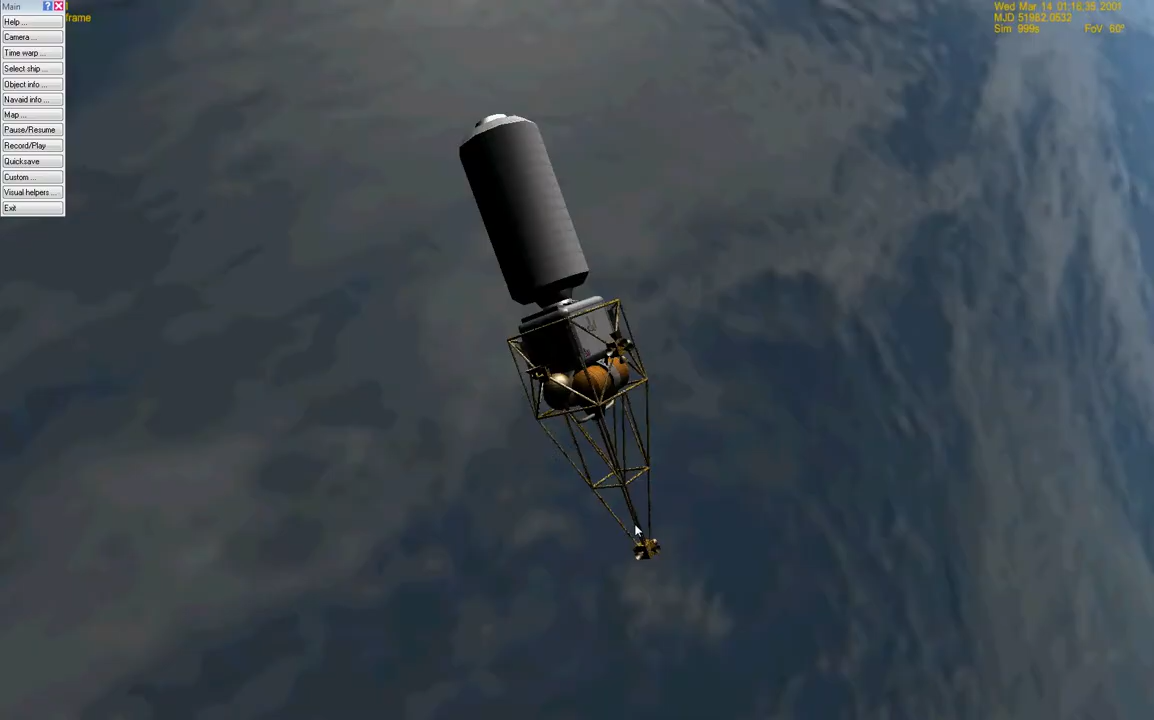 Main
frame
Help ...
Camera ...
Time warp ...
Select ship ...
Object info ...
Navaid info ...
Map ...
Pause/Resume
Record/Play
Quicksave
Custom ...
Visual helpers ...
Exit
Wed Mar 14 01:16:35 2001
MJD 51982.0532
Sim 999s FoV 60°